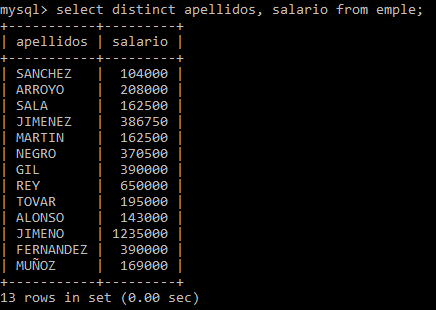 mysql> select distinct apellidos, salario from emple;
+-----------+---------+
| apellidos | salario |
+-----------+---------+
| SANCHEZ   |  104000 |
| ARROYO    |  208000 |
| SALA      |  162500 |
| JIMENEZ   |  386750 |
| MARTIN    |  162500 |
| NEGRO     |  370500 |
| GIL       |  390000 |
| REY       |  650000 |
| TOVAR     |  195000 |
| ALONSO    |  143000 |
| JIMENO    | 1235000 |
| FERNANDEZ |  390000 |
| MUÑOZ     |  169000 |
+-----------+---------+
13 rows in set (0.00 sec)